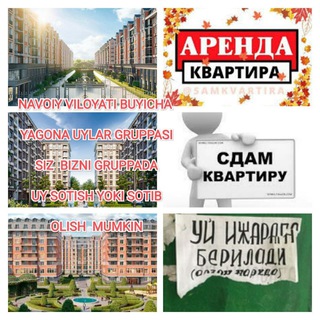 NAVOIY VILOYATI BUYICHA
YAGONA UYLAR GRUPPASI
SIZ BIZNI GRUPPADA
UY SOTISH YOKI SOTIB
OLISH MUMKIN
АРЕНДА
КВАРТИРА
@SAMKVARTIRA
СДАМ
КВАРТИРУ
УЙ ИЖАРАГА
БЕРИЛАДИ